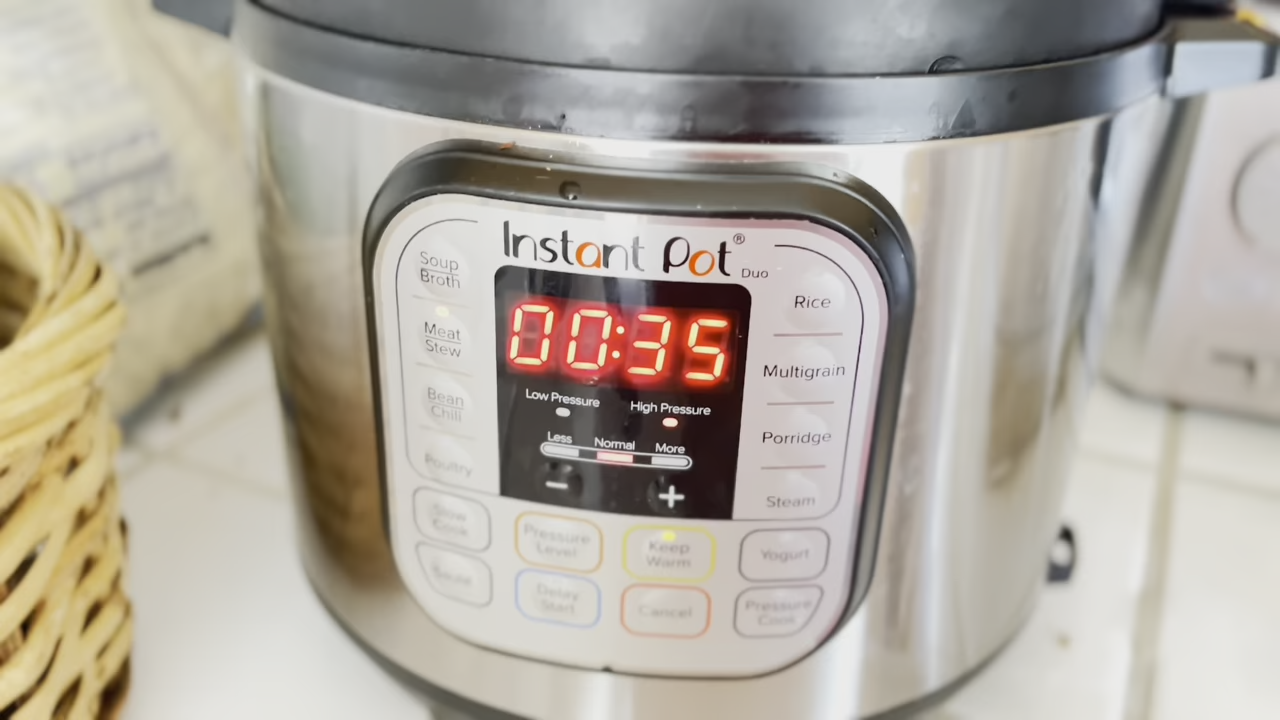 Instant Pot®
Duo
00:35
Low Pressure
High Pressure
Less
Normal
More
−
+
Soup
Broth
Meat
Stew
Bean
Chili
Poultry
Rice
Multigrain
Porridge
Steam
Slow
Cook
Pressure
Level
Keep
Warm
Yogurt
Sauté
Delay
Start
Cancel
Pressure
Cook